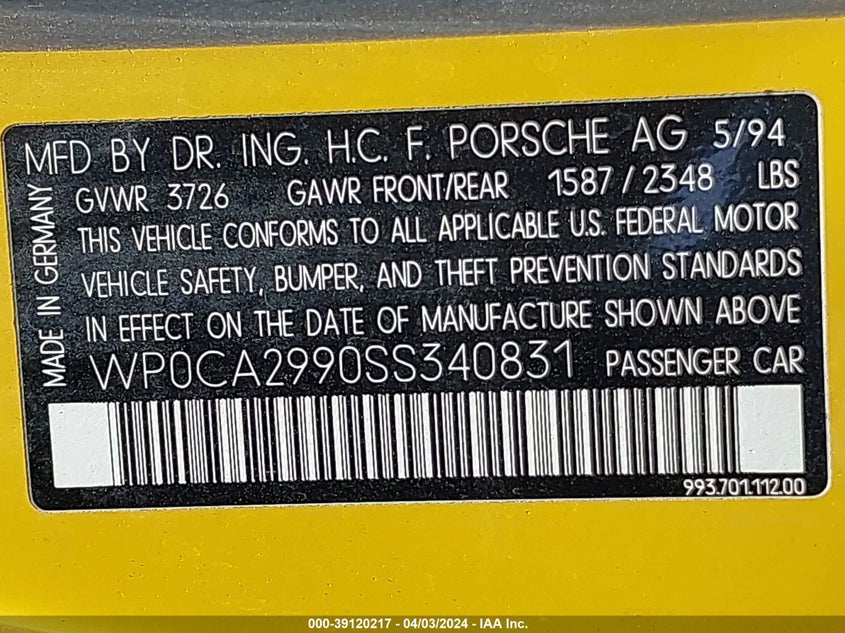 MFD BY DR. ING. H.C. F. PORSCHE AG 5/94
GVWR 3726 GAWR FRONT/REAR 1587 / 2348 LBS
THIS VEHICLE CONFORMS TO ALL APPLICABLE U.S. FEDERAL MOTOR
VEHICLE SAFETY, BUMPER, AND THEFT PREVENTION STANDARDS
IN EFFECT ON THE DATE OF MANUFACTURE SHOWN ABOVE
WP0CA2990SS340831 PASSENGER CAR
MADE IN GERMANY
993.701.112.00
000-39120217 - 04/03/2024 - IAA Inc.